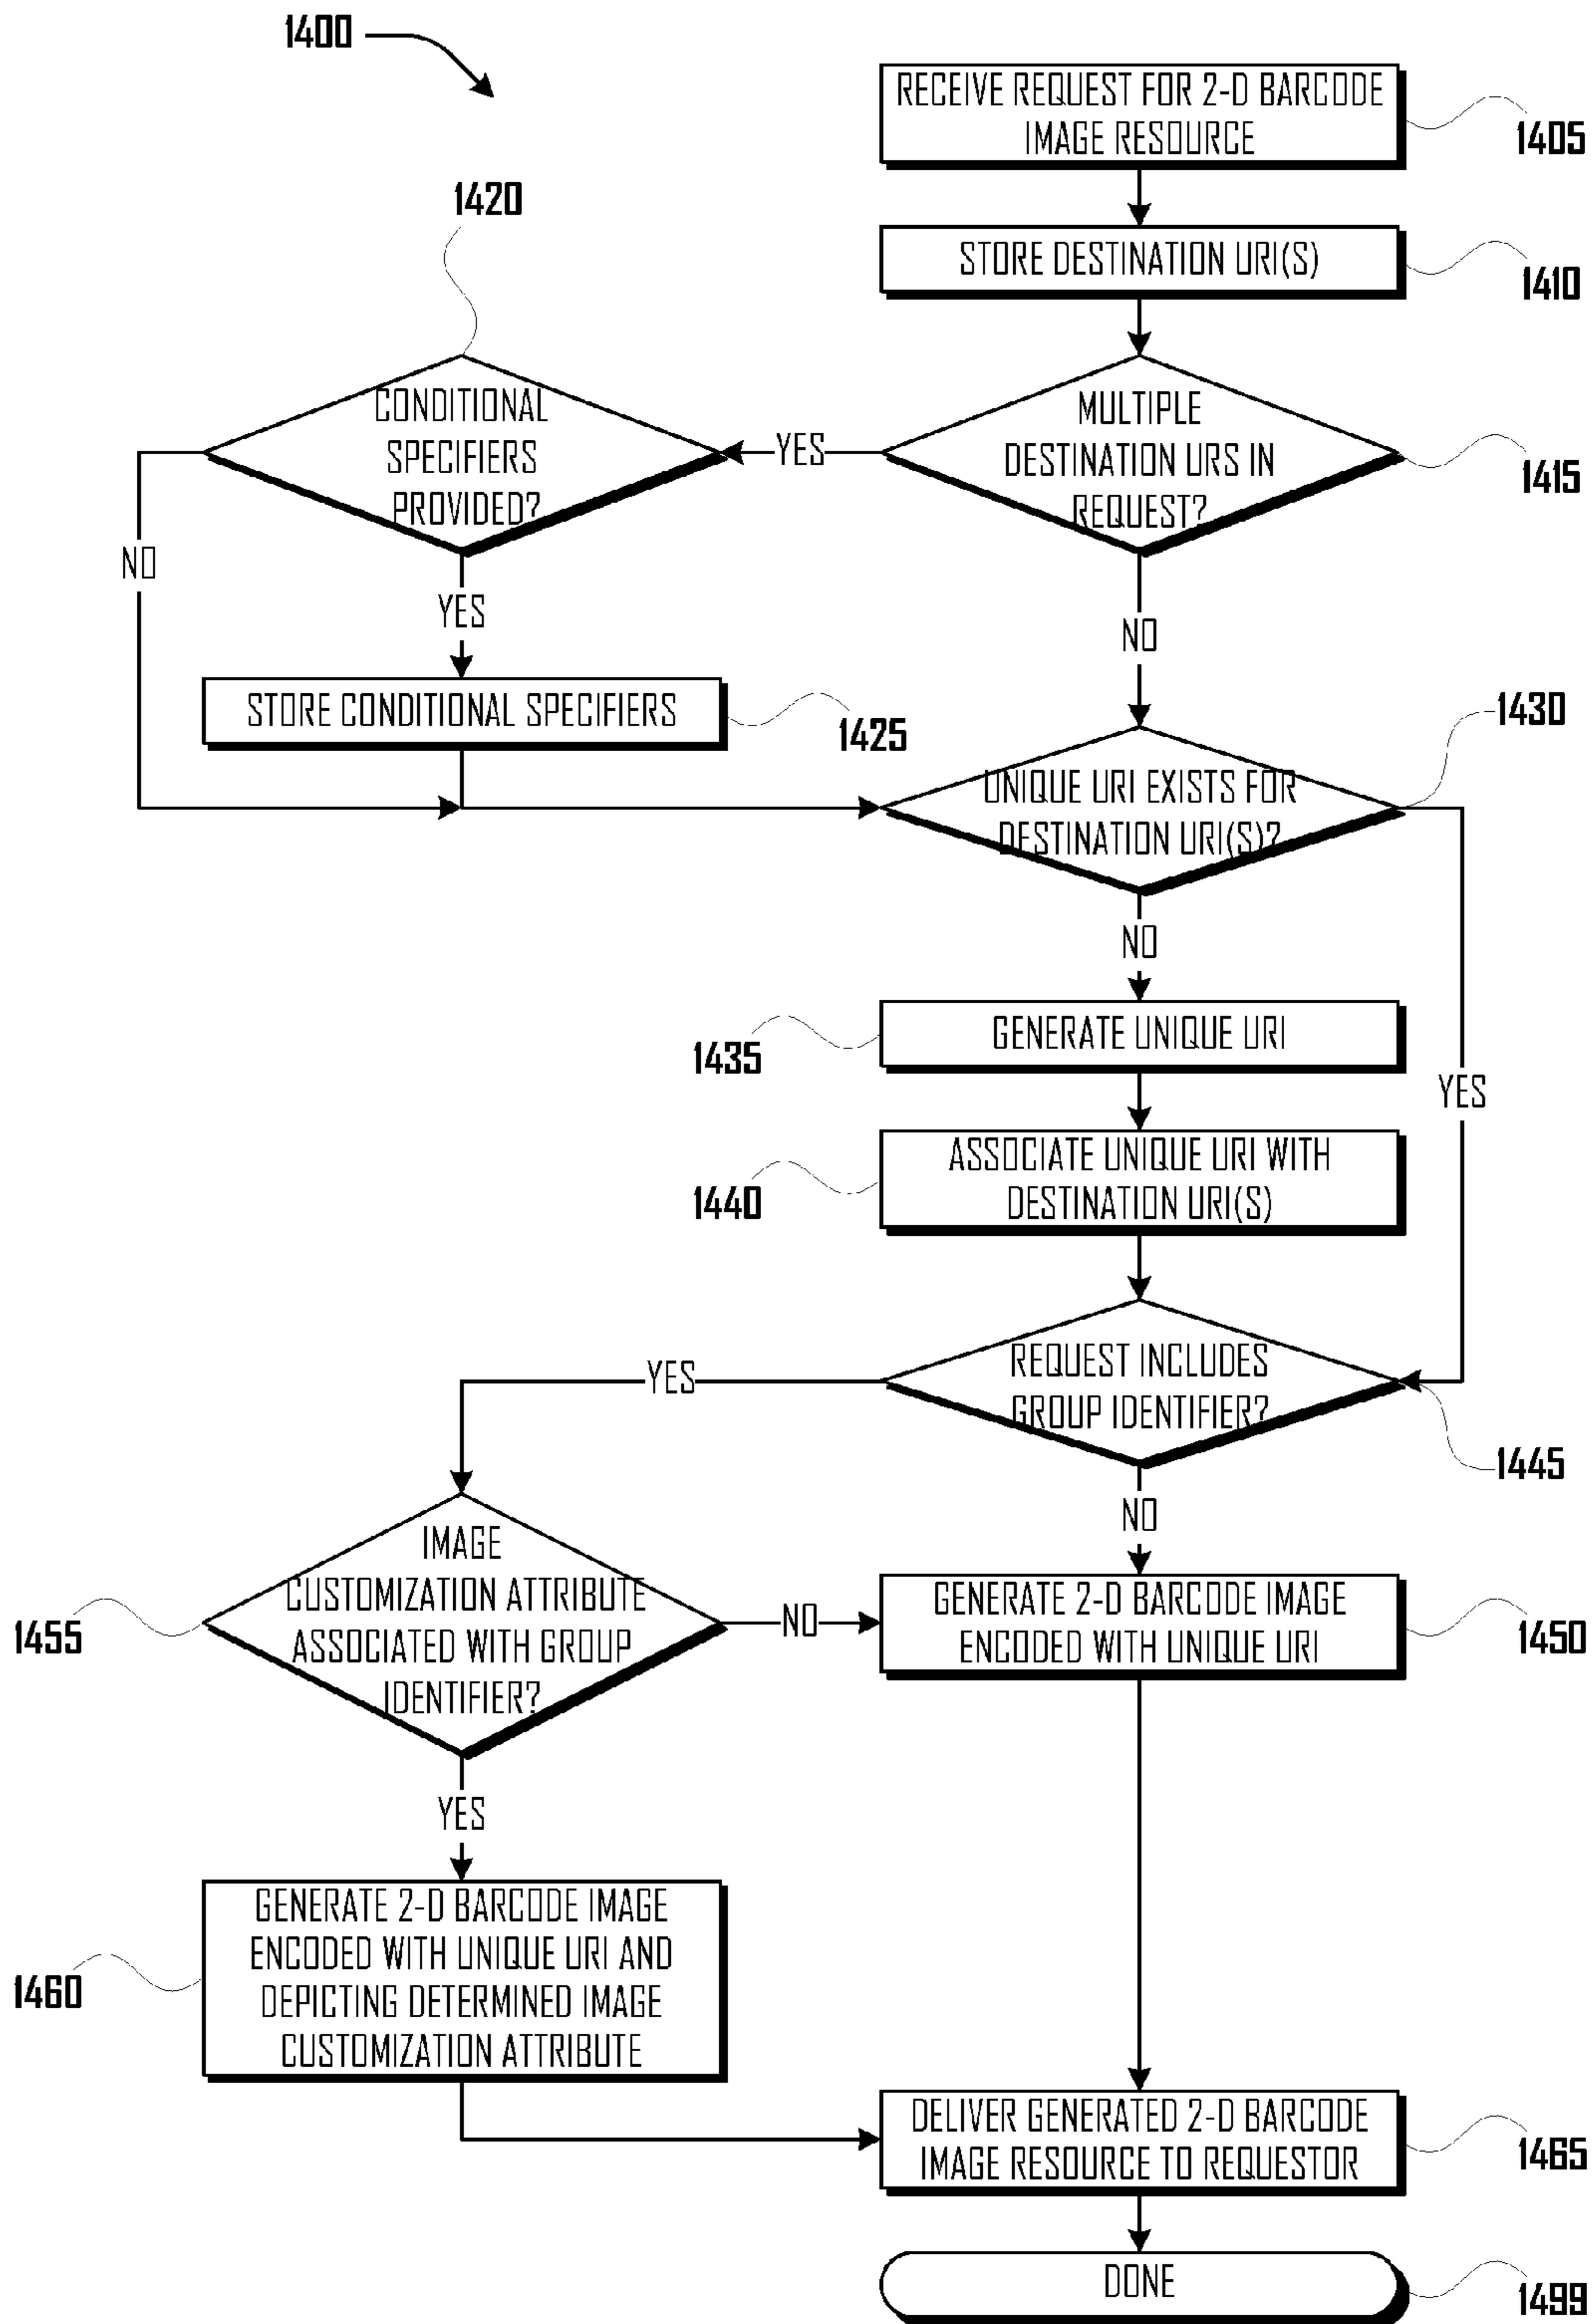 1400
RECEIVE REQUEST FOR 2-D BARCODE
IMAGE RESOURCE
1405
STORE DESTINATION URI(S)
1410
MULTIPLE
DESTINATION URS IN
REQUEST?
1415
YES
1420
CONDITIONAL
SPECIFIERS
PROVIDED?
NO
YES
STORE CONDITIONAL SPECIFIERS
1425
NO
1430
UNIQUE URI EXISTS FOR
DESTINATION URI(S)?
NO
YES
GENERATE UNIQUE URI
1435
ASSOCIATE UNIQUE URI WITH
DESTINATION URI(S)
1440
REQUEST INCLUDES
GROUP IDENTIFIER?
1445
YES
NO
IMAGE
CUSTOMIZATION ATTRIBUTE
ASSOCIATED WITH GROUP
IDENTIFIER?
1455
NO
GENERATE 2-D BARCODE IMAGE
ENCODED WITH UNIQUE URI
1450
YES
GENERATE 2-D BARCODE IMAGE
ENCODED WITH UNIQUE URI AND
DEPICTING DETERMINED IMAGE
CUSTOMIZATION ATTRIBUTE
1460
DELIVER GENERATED 2-D BARCODE
IMAGE RESOURCE TO REQUESTOR
1465
DONE
1499